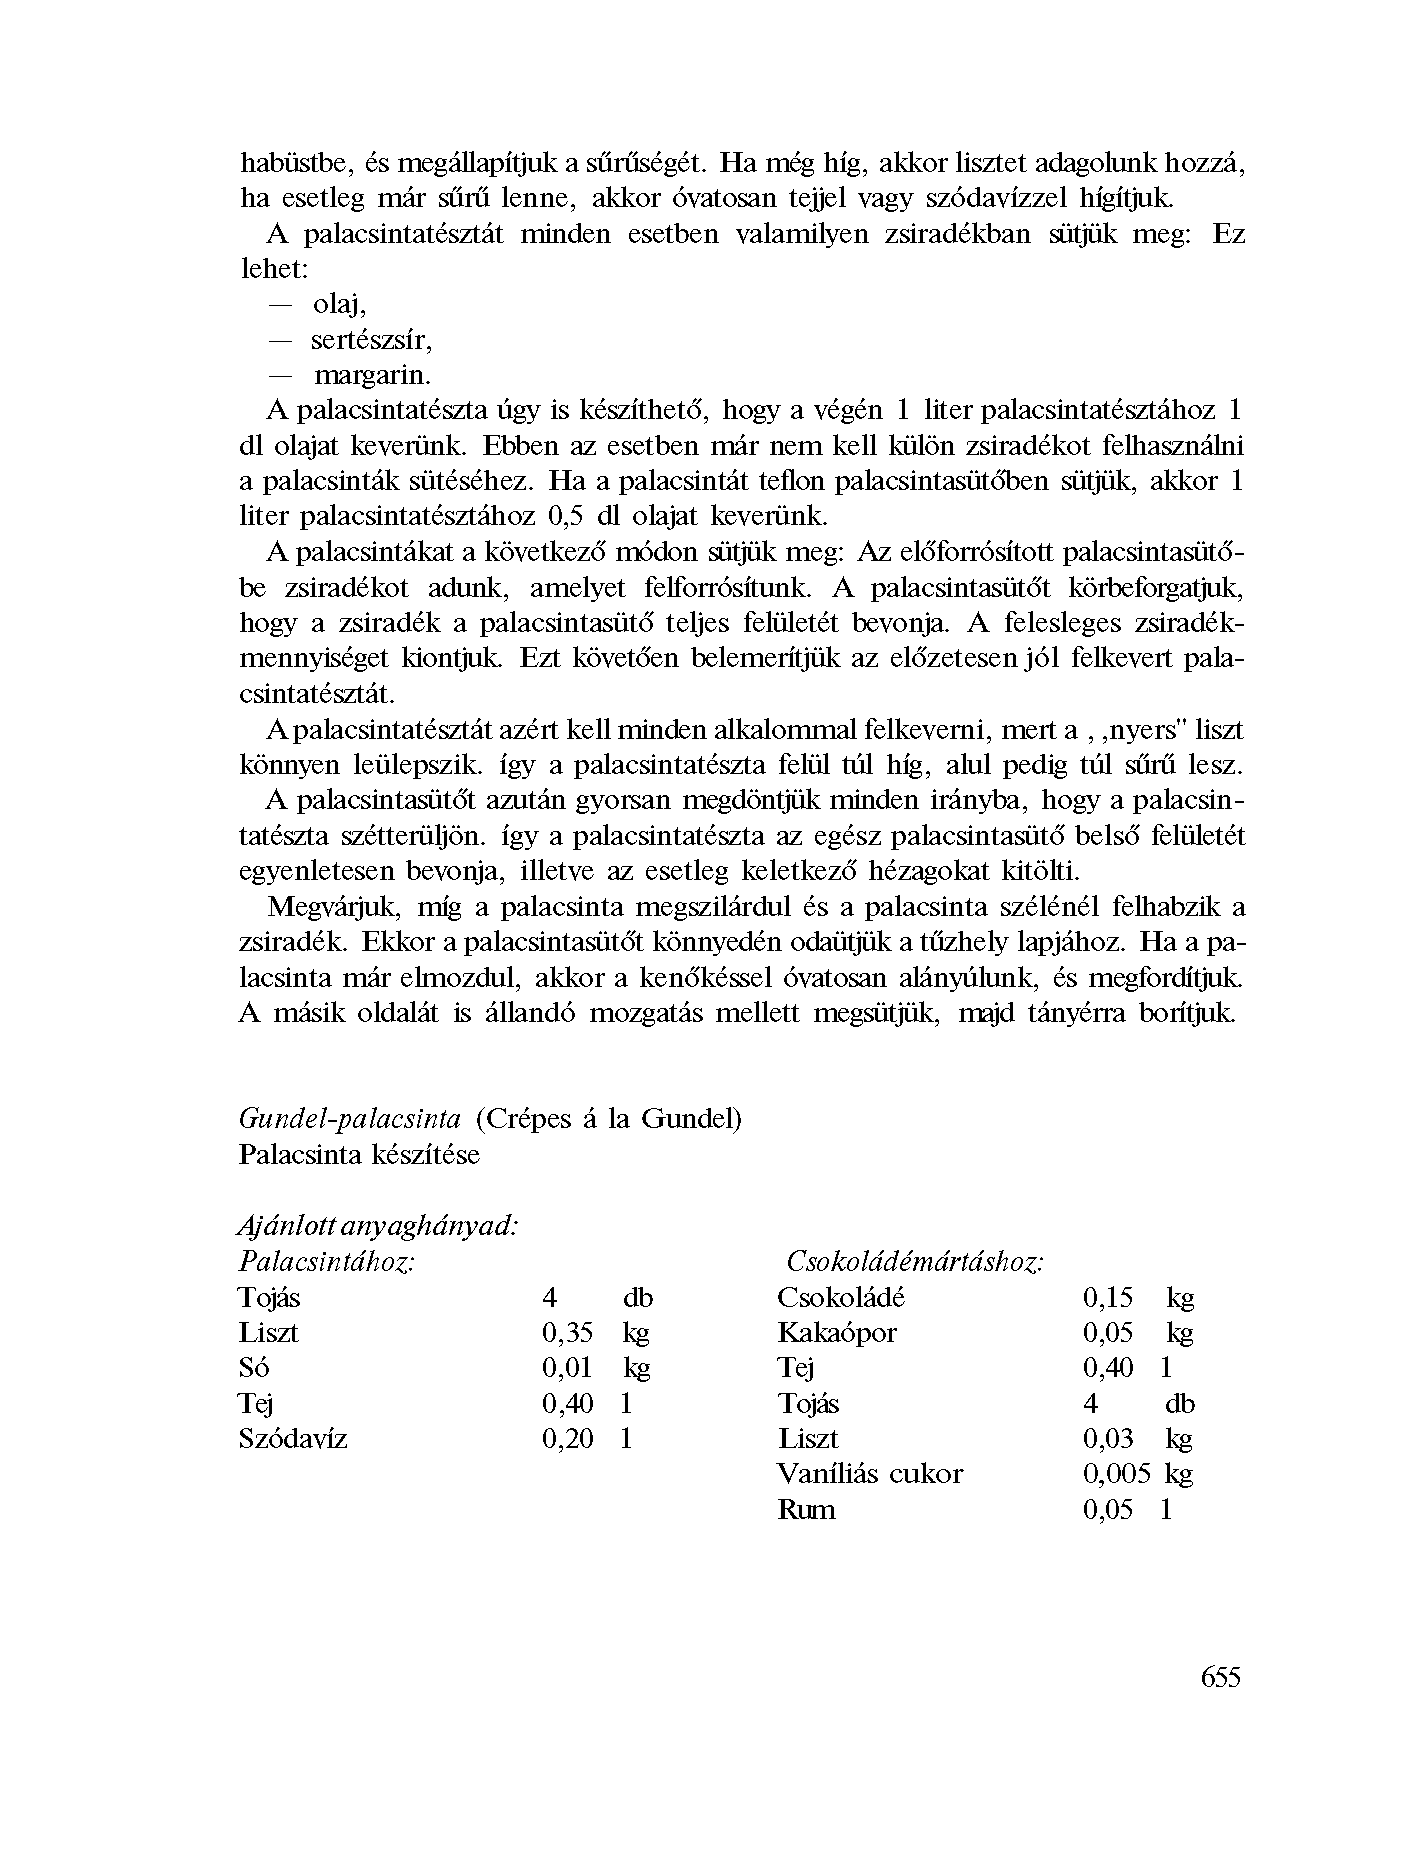 habüstbe, és megállapítjuk a sűrűségét. Ha még híg, akkor lisztet adagolunk hozzá,
ha esetleg már sűrű lenne, akkor óvatosan tejjel vagy szódavízzel hígítjuk.
A palacsintatésztát minden esetben valamilyen zsiradékban sütjük meg: Ez
lehet:
— olaj,
— sertészsír,
— margarin.
A palacsintatészta úgy is készíthető, hogy a végén 1 liter palacsintatésztához 1
dl olajat keverünk. Ebben az esetben már nem kell külön zsiradékot felhasználni
a palacsinták sütéséhez. Ha a palacsintát teflon palacsintasütőben sütjük, akkor 1
liter palacsintatésztához 0,5 dl olajat keverünk.
A palacsintákat a következő módon sütjük meg: Az előforrósított palacsintasütő-
be zsiradékot adunk, amelyet felforrósítunk. A palacsintasütőt körbeforgatjuk,
hogy a zsiradék a palacsintasütő teljes felületét bevonja. A felesleges zsiradék-
mennyiséget kiontjuk. Ezt követően belemerítjük az előzetesen jól felkevert pala-
csintatésztát.
A palacsintatésztát azért kell minden alkalommal felkeverni, mert a , ,nyers" liszt
könnyen leülepszik. így a palacsintatészta felül túl híg, alul pedig túl sűrű lesz.
A palacsintasütőt azután gyorsan megdöntjük minden irányba, hogy a palacsin-
tatészta szétterüljön. így a palacsintatészta az egész palacsintasütő belső felületét
egyenletesen bevonja, illetve az esetleg keletkező hézagokat kitölti.
Megvárjuk, míg a palacsinta megszilárdul és a palacsinta szélénél felhabzik a
zsiradék. Ekkor a palacsintasütőt könnyedén odaütjük a tűzhely lapjához. Ha a pa-
lacsinta már elmozdul, akkor a kenőkéssel óvatosan alányúlunk, és megfordítjuk.
A másik oldalát is állandó mozgatás mellett megsütjük, majd tányérra borítjuk.
Gundel-palacsinta (Crépes á la Gundel)
Palacsinta készítése
Ajánlott anyaghányad:
Palacsintához: Csokoládémártáshoz:
Tojás 4 db Csokoládé 0,15 kg
Liszt 0,35 kg Kakaópor 0,05 kg
Só 0,01 kg Tej 0,40 l
Tej 0,40 l Tojás 4 db
Szódavíz 0,20 l Liszt 0,03 kg
Vaníliás cukor 0,005 kg
Rum 0,05 l
655